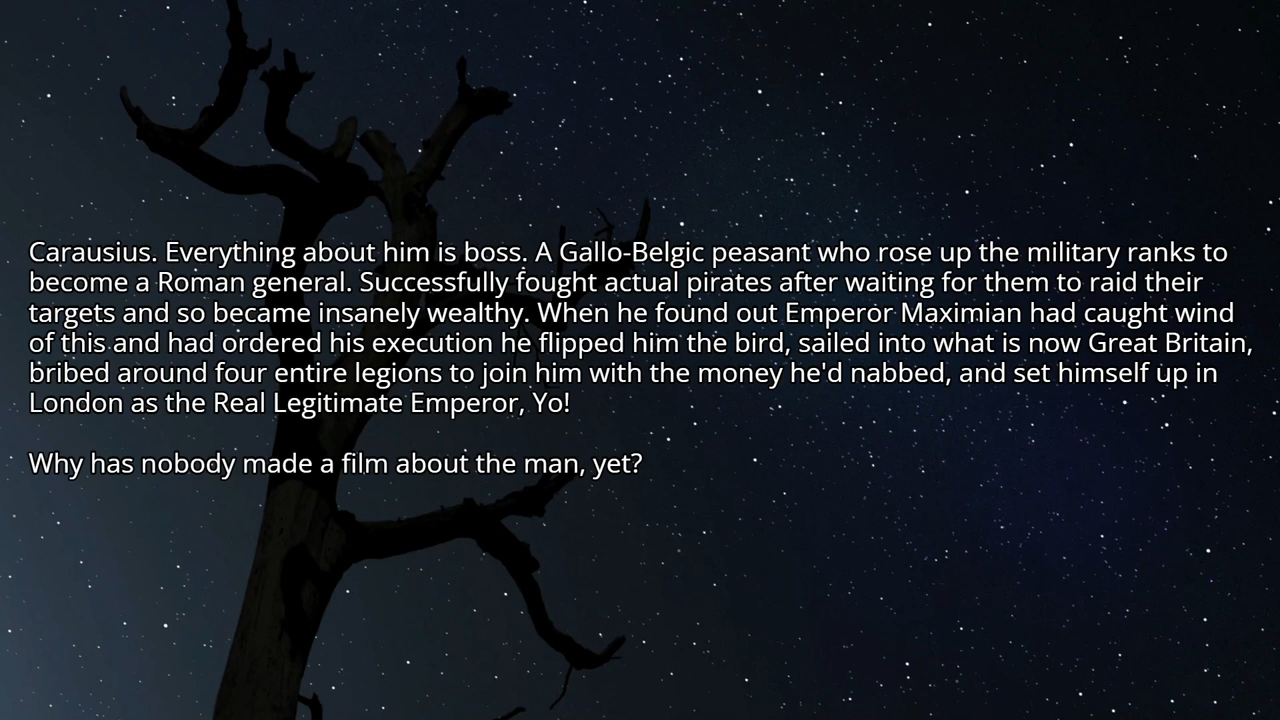 Carausius. Everything about him is boss. A Gallo-Belgic peasant who rose up the military ranks to
become a Roman general. Successfully fought actual pirates after waiting for them to raid their
targets and so became insanely wealthy. When he found out Emperor Maximian had caught wind
of this and had ordered his execution he flipped him the bird, sailed into what is now Great Britain,
bribed around four entire legions to join him with the money he'd nabbed, and set himself up in
London as the Real Legitimate Emperor, Yo!

Why has nobody made a film about the man, yet?